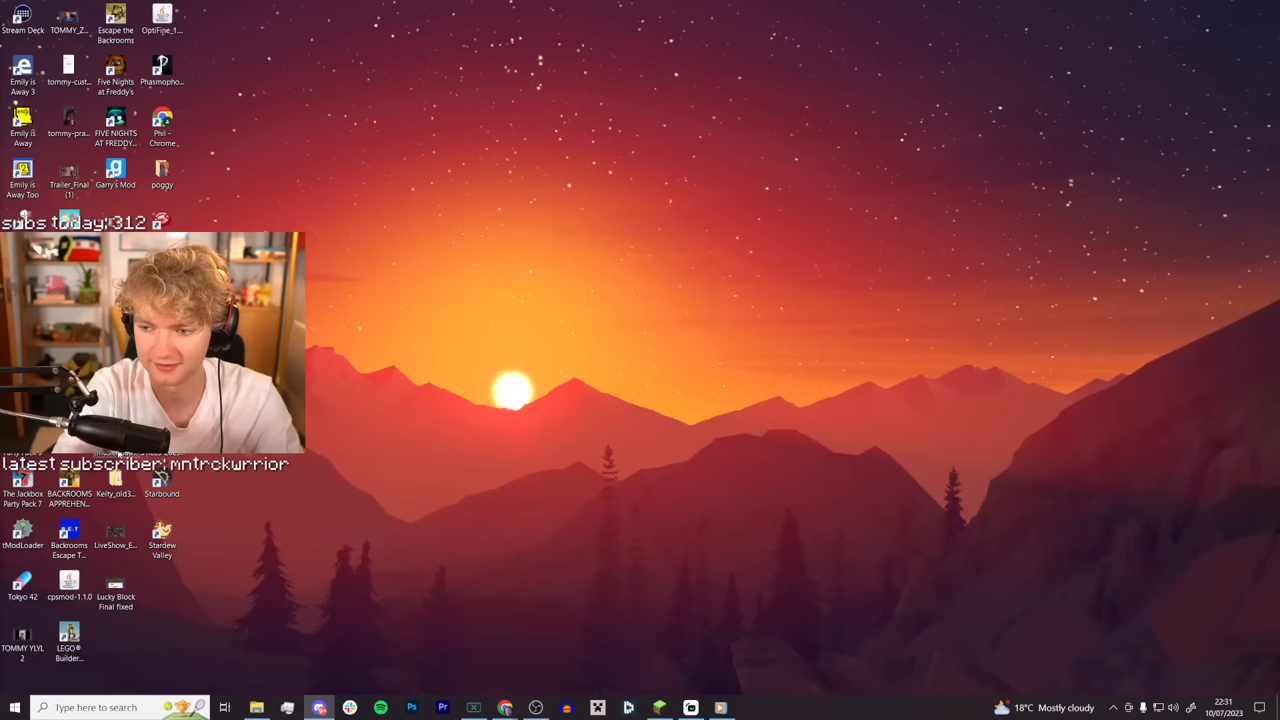 Stream Deck
TOMMY_Z...
Escape the
Backrooms
OptiFine_1....
Emily is
Away 3
tommy-cust...
Five Nights
at Freddy's
Phasmopho...
Emily is
Away
tommy-pra...
FIVE NIGHTS
AT FREDDY...
Phil -
Chrome
Emily is
Away Too
Trailer_Final
(1)
Garry's Mod
poggy
subs today:312
latest subscriber: mntrckwrrior
The Jackbox
Party Pack 7
BACKROOMS
APPREHEN...
Keity_old3...
Starbound
tModLoader
Backrooms
Escape T...
LiveShow_E...
Stardew
Valley
Tokyo 42
cpsmod-1.1.0
Lucky Block
Final fixed
TOMMY YLYL
2
LEGO®
Builder...
Type here to search
18°C Mostly cloudy
22:31
10/07/2023